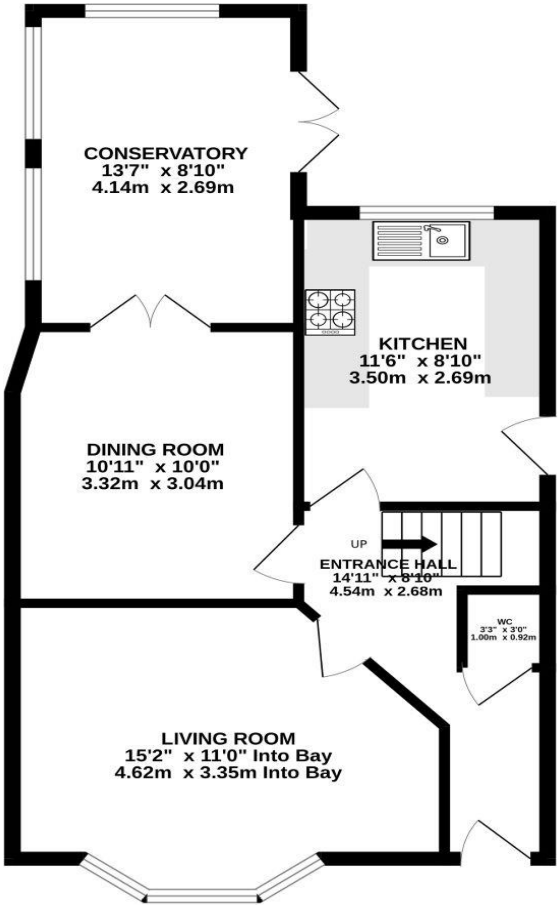 CONSERVATORY
13'7" x 8'10"
4.14m x 2.69m
KITCHEN
11'6" x 8'10"
3.50m x 2.69m
DINING ROOM
10'11" x 10'0"
3.32m x 3.04m
UP
ENTRANCE HALL
14'11" x 8'10"
4.54m x 2.68m
WC
3'3" x 3'0"
1.00m x 0.92m
LIVING ROOM
15'2" x 11'0" Into Bay
4.62m x 3.35m Into Bay